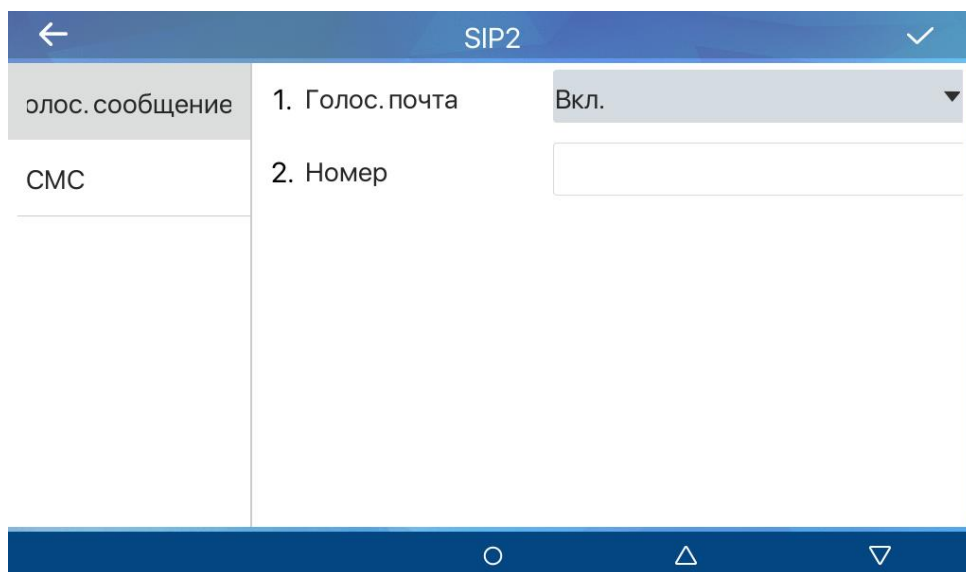 SIP2
олос. сообщение
СМС
1. Голос. почта
Вкл.
2. Номер